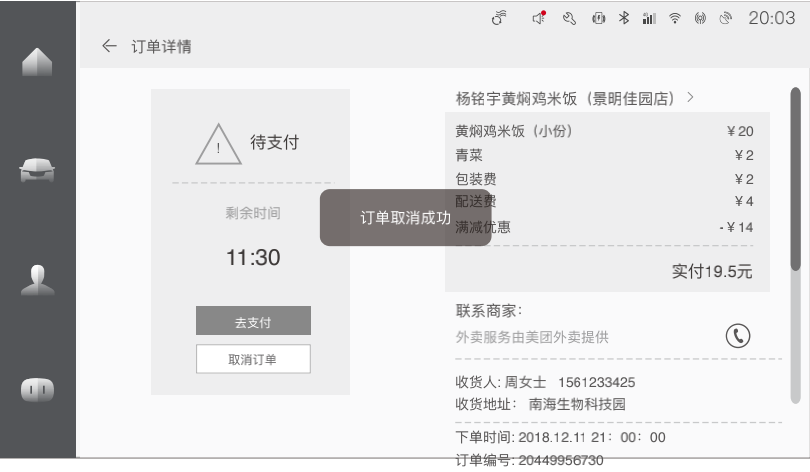 20:03
订单详情
待支付
剩余时间
11:30
去支付
取消订单
订单取消成功
杨铭宇黄焖鸡米饭（景明佳园店）
黄焖鸡米饭（小份） ￥20
青菜 ￥2
包装费 ￥2
配送费 ￥4
满减优惠 -￥14
实付19.5元
联系商家：
外卖服务由美团外卖提供
收货人: 周女士 1561233425
收货地址： 南海生物科技园
下单时间: 2018.12.11 21：00：00
订单编号: 20449956730